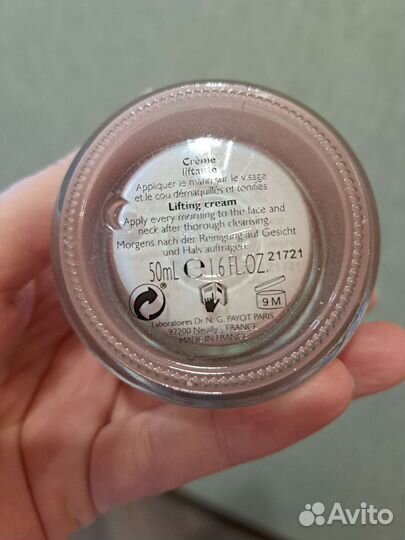 Crème
liftante
Appliquer le matin sur le visage
et le cou démaquillés et tonifiés.
Lifting cream
Apply every morning to the face and
neck after thorough cleansing.
Morgens nach der Reinigung auf Gesicht
und Hals auftragen.
50mL ℮ 1.6 FL.OZ. 21721
9 M
Laboratoires Dr N. G. PAYOT PARIS
92200 Neuilly - FRANCE
MADE IN FRANCE
Avito